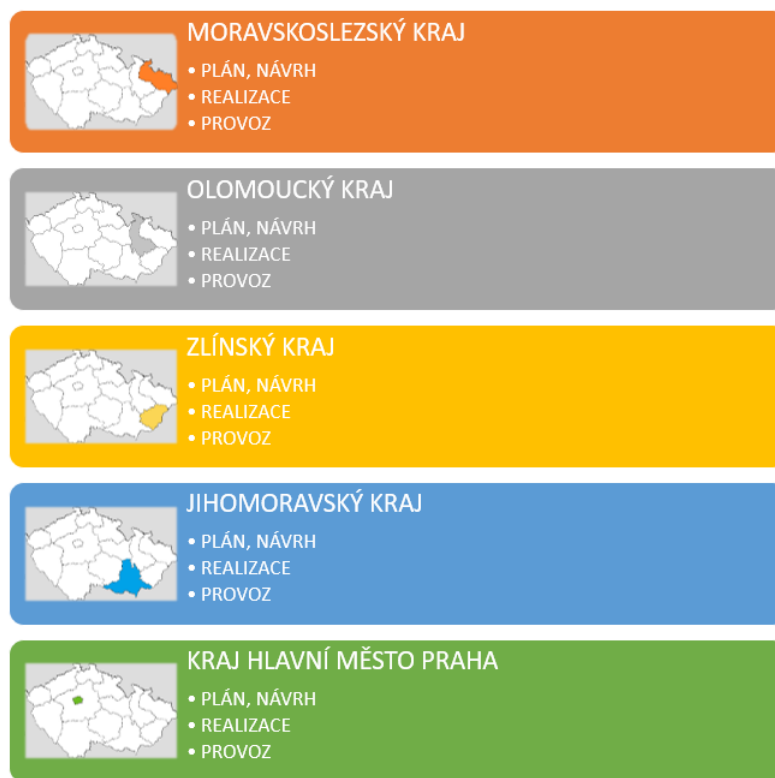 MORAVSKOSLEZSKÝ KRAJ
• PLÁN, NÁVRH
• REALIZACE
• PROVOZ
OLOMOUCKÝ KRAJ
• PLÁN, NÁVRH
• REALIZACE
• PROVOZ
ZLÍNSKÝ KRAJ
• PLÁN, NÁVRH
• REALIZACE
• PROVOZ
JIHOMORAVSKÝ KRAJ
• PLÁN, NÁVRH
• REALIZACE
• PROVOZ
KRAJ HLAVNÍ MĚSTO PRAHA
• PLÁN, NÁVRH
• REALIZACE
• PROVOZ